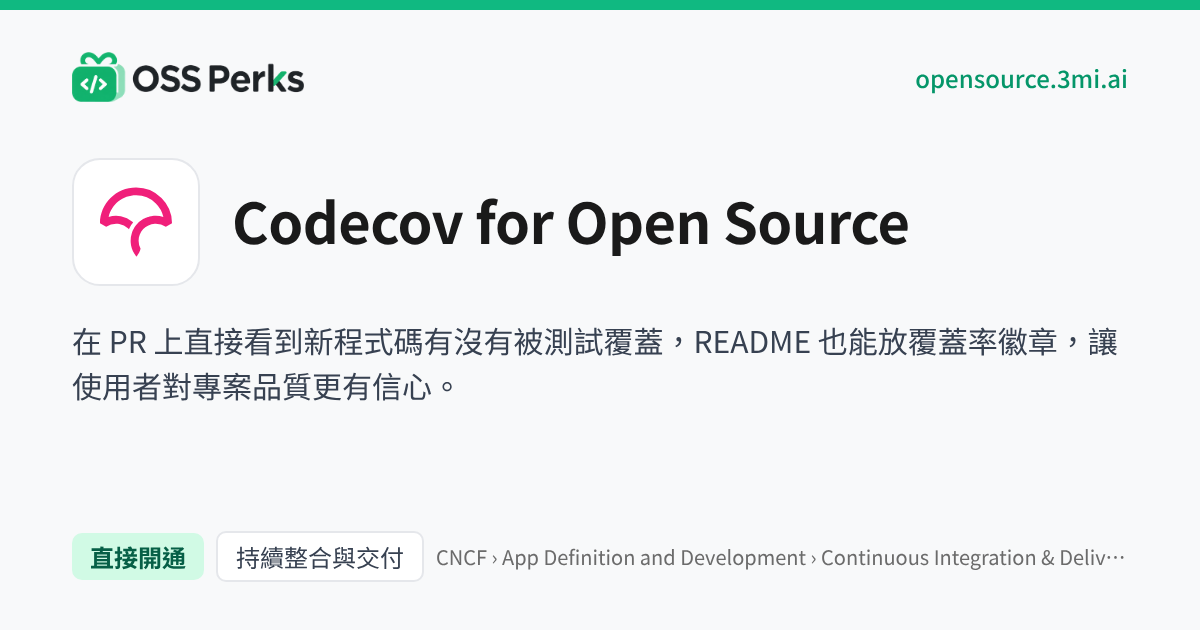 OSS Perks
opensource.3mi.ai
Codecov for Open Source
在 PR 上直接看到新程式碼有沒有被測試覆蓋，README 也能放覆蓋率徽章，讓
使用者對專案品質更有信心。
直接開通
持續整合與交付
CNCF › App Definition and Development › Continuous Integration & Deliv…